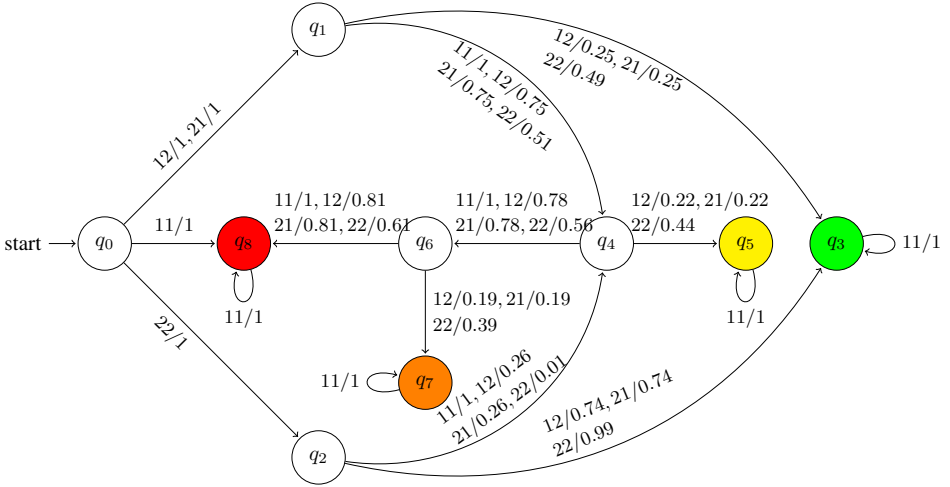 q1
12/0.25, 21/0.25
22/0.49
11/1, 12/0.75
21/0.75, 22/0.51
12/1, 21/1
11/1, 12/0.81
21/0.81, 22/0.61
11/1, 12/0.78
21/0.78, 22/0.56
12/0.22, 21/0.22
22/0.44
start
q0
11/1
q8
q6
q4
q5
q3
11/1
11/1
11/1
12/0.19, 21/0.19
22/0.39
22/1
11/1
q7
11/1, 12/0.26
21/0.26, 22/0.01
12/0.74, 21/0.74
22/0.99
q2